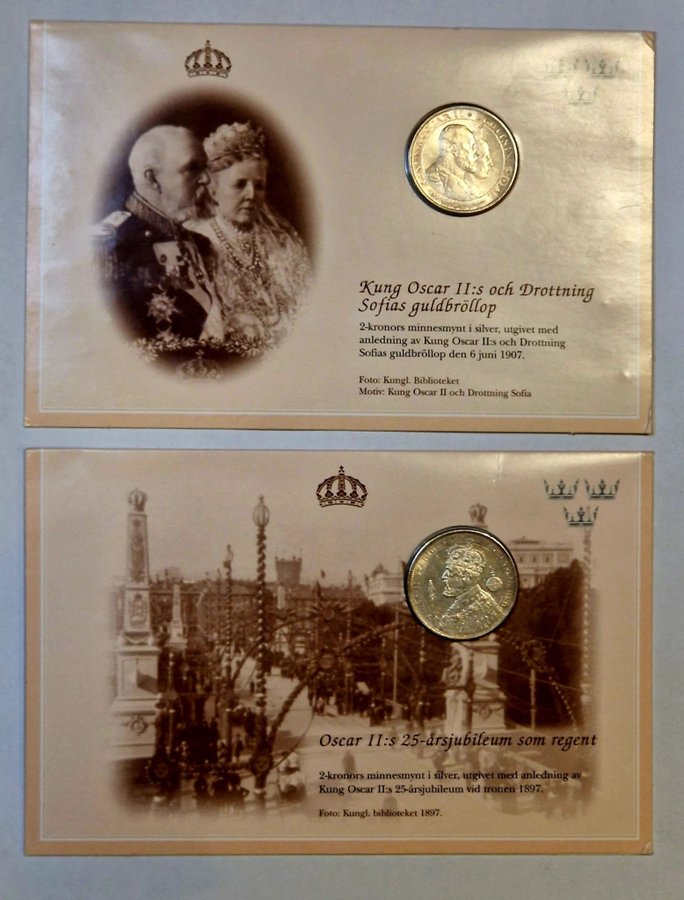 Kung Oscar II:s och Drottning
Sofias guldbröllop
2-kronors minnesmynt i silver, utgivet med
anledning av Kung Oscar II:s och Drottning
Sofias guldbröllop den 6 juni 1907.
Foto: Kungl. Biblioteket
Motiv: Kung Oscar II och Drottning Sofia
Oscar II:s 25-årsjubileum som regent
2-kronors minnesmynt i silver, utgivet med anledning av
Kung Oscar II:s 25-årsjubileum vid tronen 1897.
Foto: Kungl. biblioteket 1897.